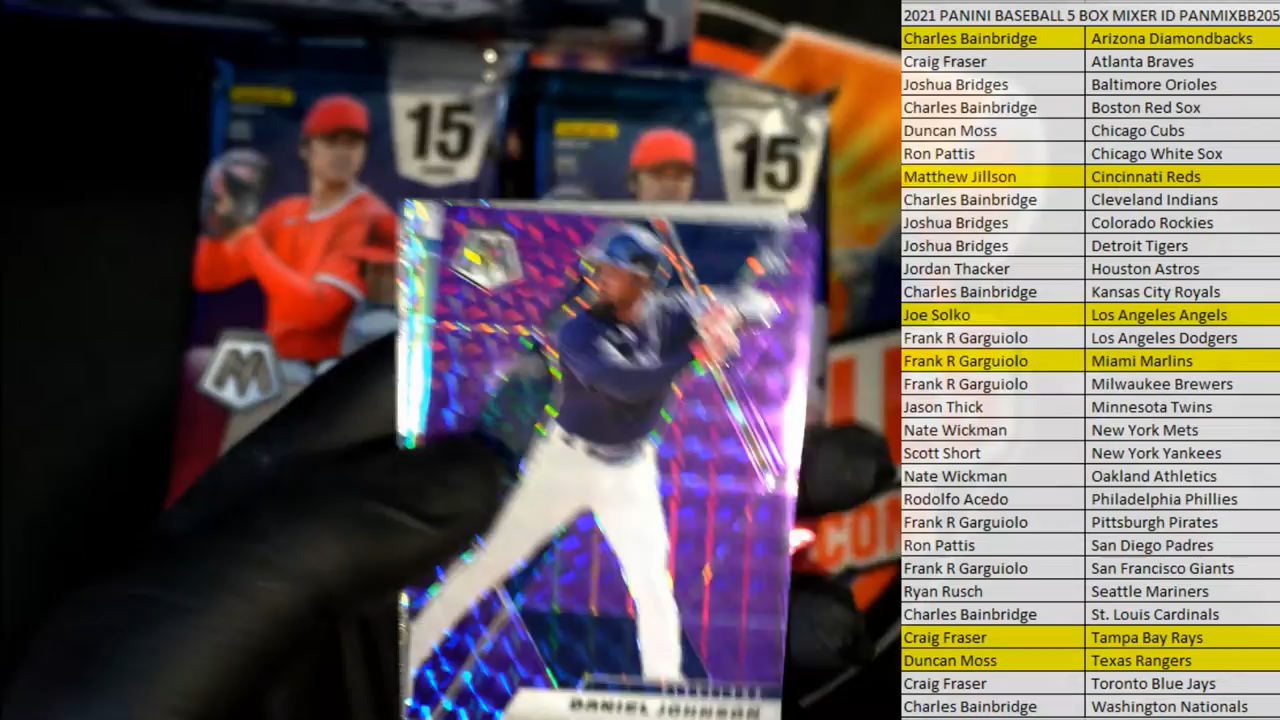 2021 PANINI BASEBALL 5 BOX MIXER ID PANMIXBB205
Charles Bainbridge Arizona Diamondbacks
Craig Fraser Atlanta Braves
Joshua Bridges Baltimore Orioles
Charles Bainbridge Boston Red Sox
Duncan Moss Chicago Cubs
Ron Pattis Chicago White Sox
Matthew Jillson Cincinnati Reds
Charles Bainbridge Cleveland Indians
Joshua Bridges Colorado Rockies
Joshua Bridges Detroit Tigers
Jordan Thacker Houston Astros
Charles Bainbridge Kansas City Royals
Joe Solko Los Angeles Angels
Frank R Garguiolo Los Angeles Dodgers
Frank R Garguiolo Miami Marlins
Frank R Garguiolo Milwaukee Brewers
Jason Thick Minnesota Twins
Nate Wickman New York Mets
Scott Short New York Yankees
Nate Wickman Oakland Athletics
Rodolfo Acedo Philadelphia Phillies
Frank R Garguiolo Pittsburgh Pirates
Ron Pattis San Diego Padres
Frank R Garguiolo San Francisco Giants
Ryan Rusch Seattle Mariners
Charles Bainbridge St. Louis Cardinals
Craig Fraser Tampa Bay Rays
Duncan Moss Texas Rangers
Craig Fraser Toronto Blue Jays
Charles Bainbridge Washington Nationals
15
15
M
DANIEL JOHNSON